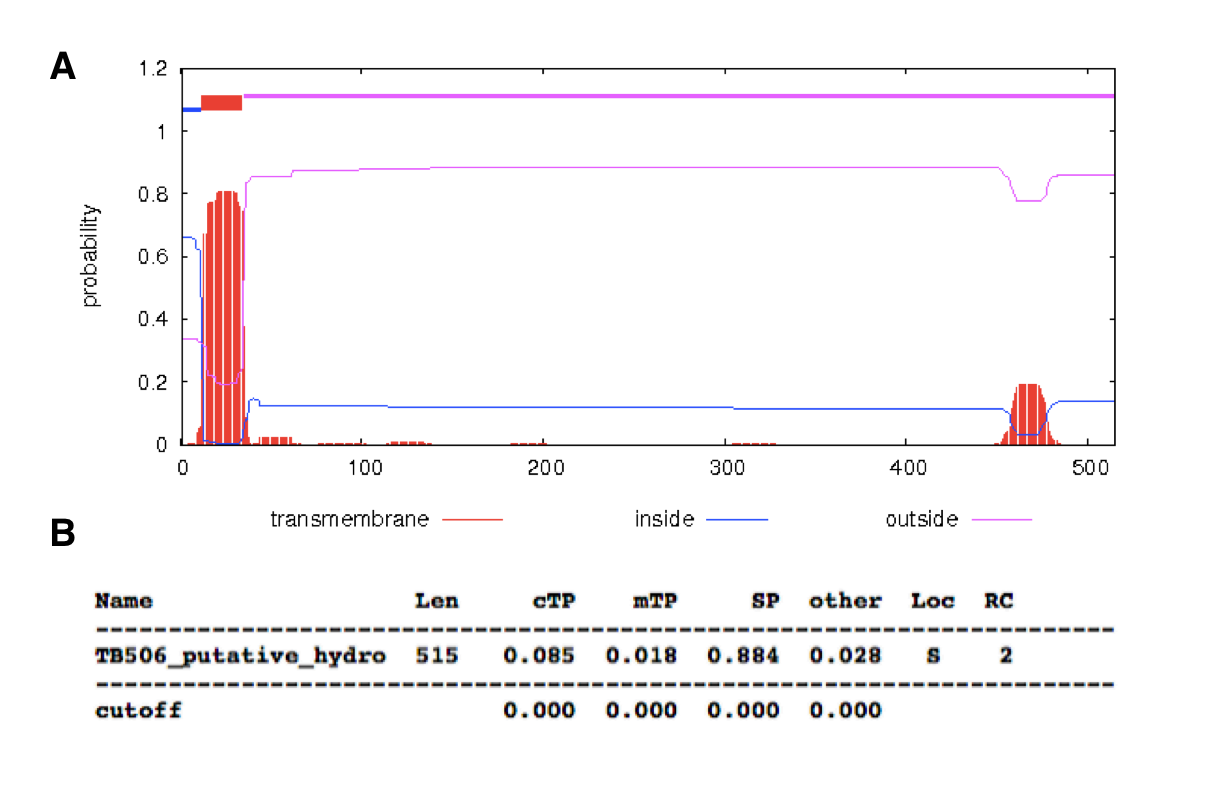 A
1.2
1
0.8
0.6
0.4
0.2
0
probability
0 100 200 300 400 500
transmembrane inside outside
B
Name Len cTP mTP SP other Loc RC
----------------------------------------------------------------------
TB506_putative_hydro 515 0.085 0.018 0.884 0.028 S 2
----------------------------------------------------------------------
cutoff 0.000 0.000 0.000 0.000